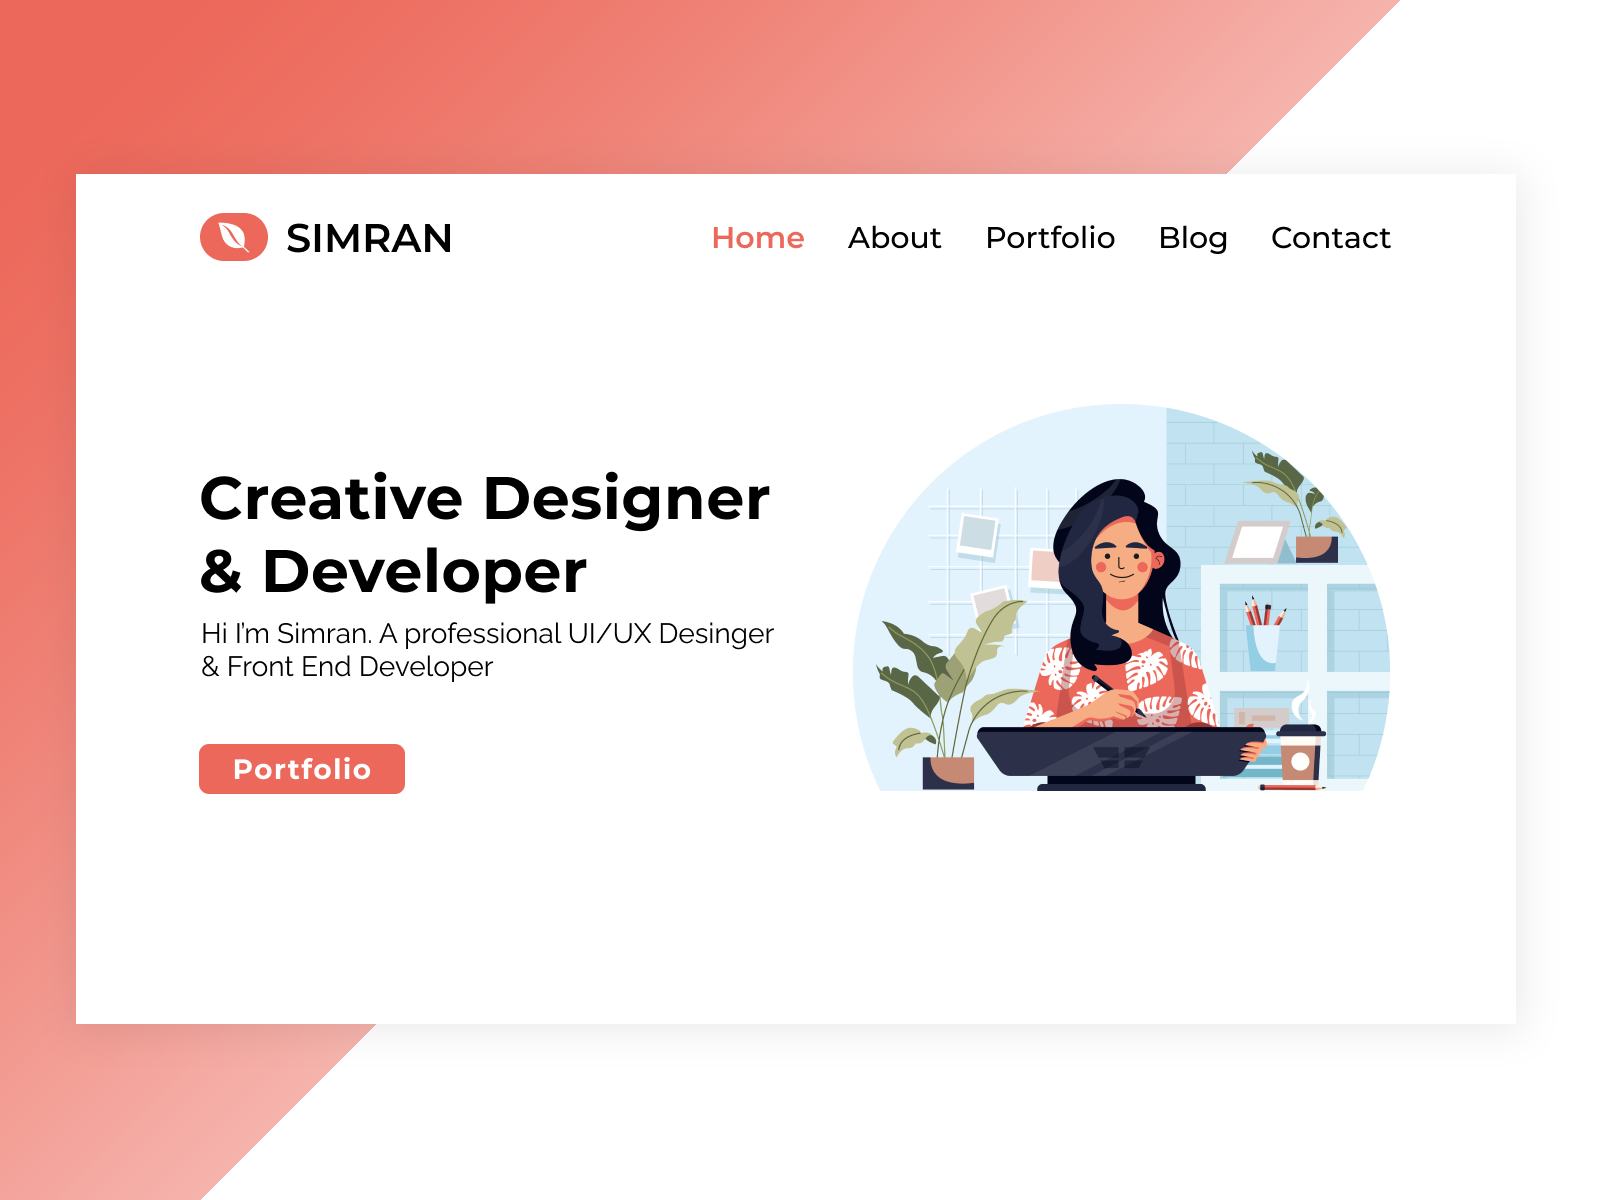 SIMRAN
Home About Portfolio Blog Contact
Creative Designer
& Developer
Hi I'm Simran. A professional UI/UX Desinger
& Front End Developer
Portfolio